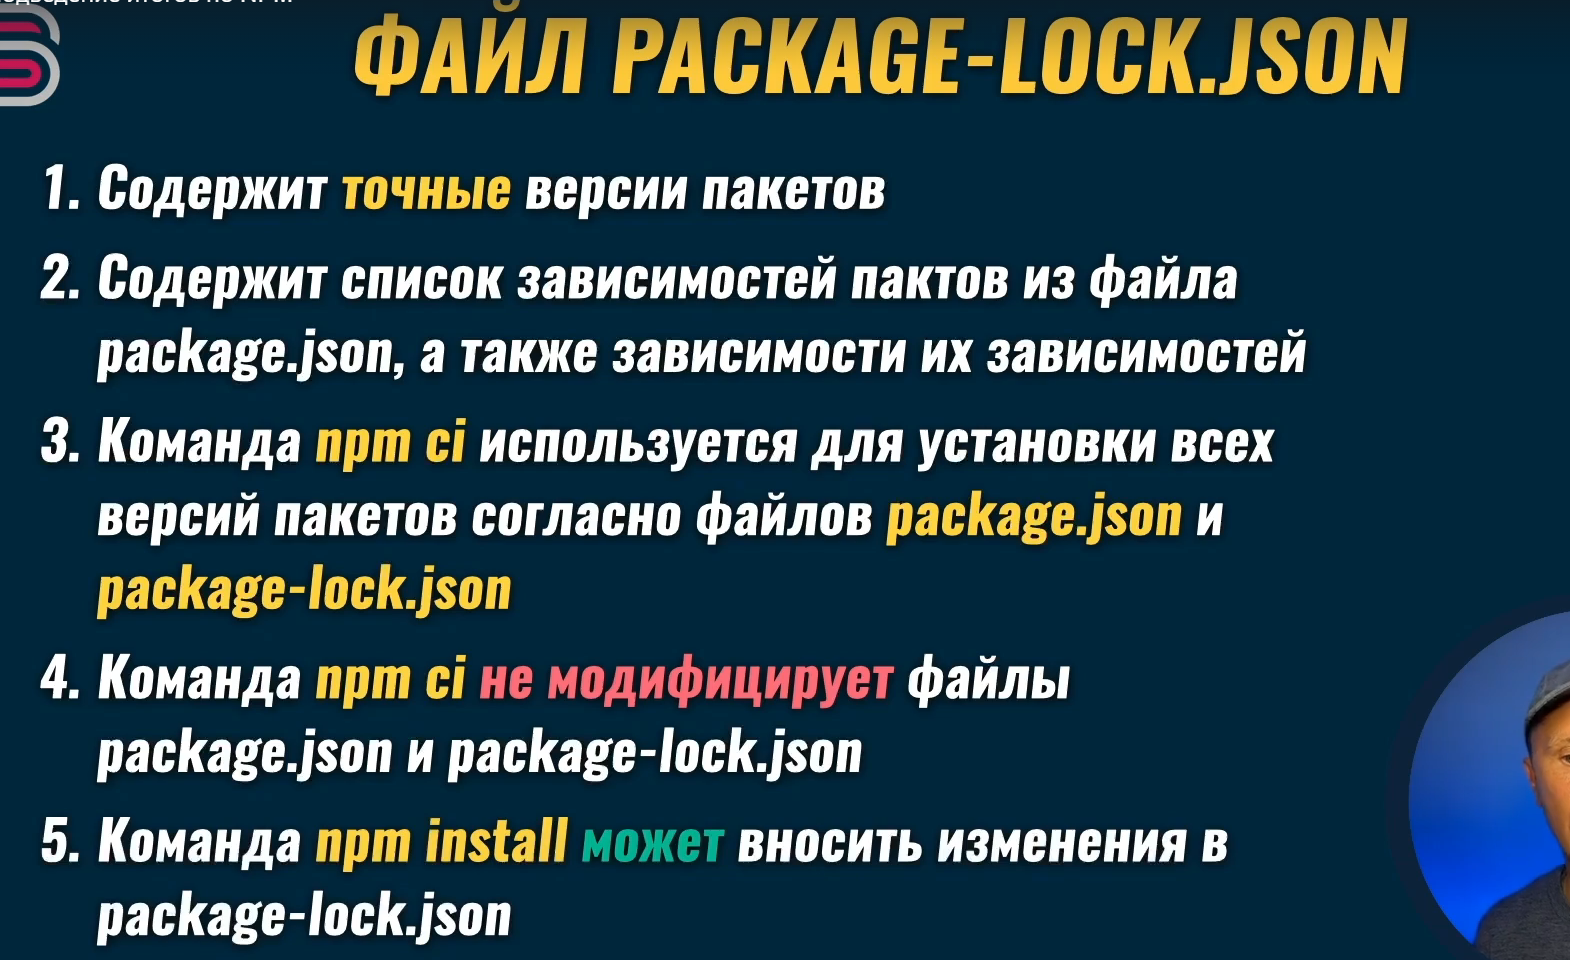 ФАЙЛ PACKAGE-LOCK.JSON
1. Содержит точные версии пакетов
2. Содержит список зависимостей пактов из файла
package.json, а также зависимости их зависимостей
3. Команда npm ci используется для установки всех
версий пакетов согласно файлов package.json и
package-lock.json
4. Команда npm ci не модифицирует файлы
package.json и package-lock.json
5. Команда npm install может вносить изменения в
package-lock.json